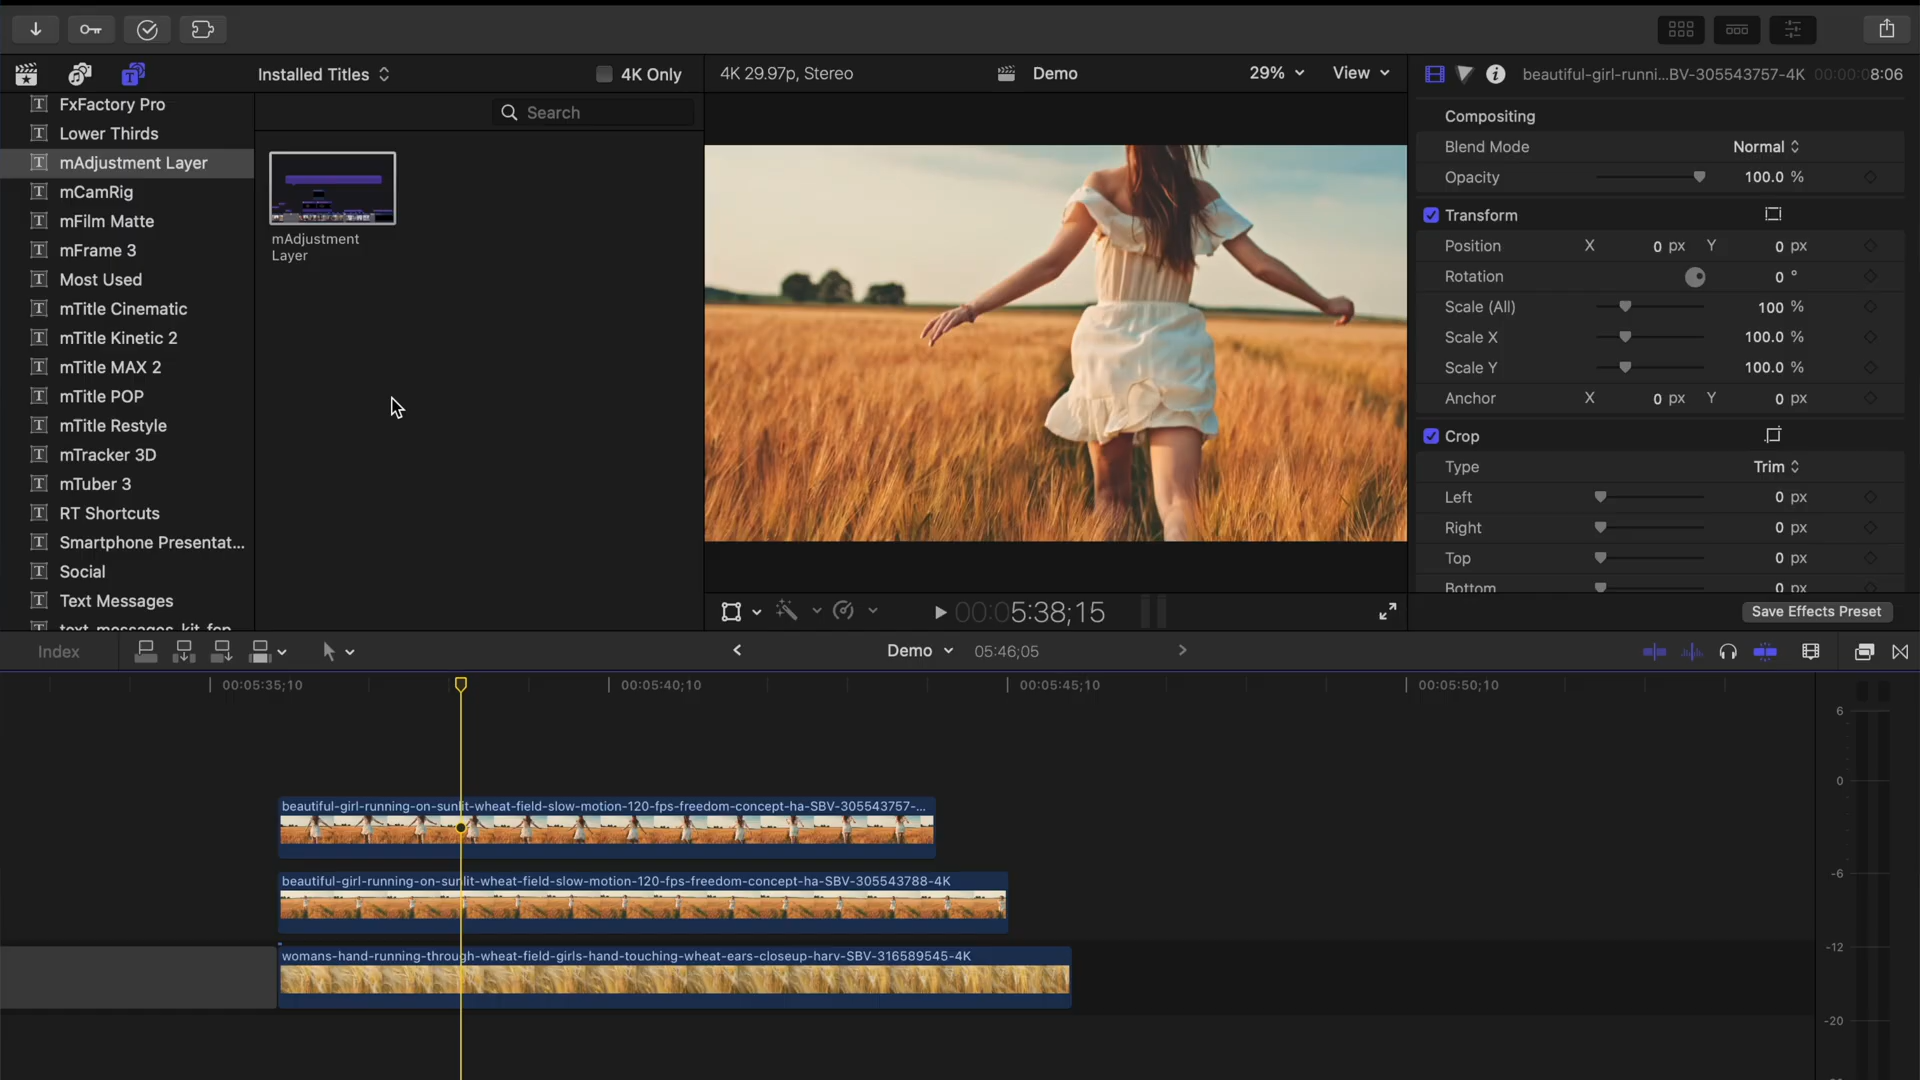 Installed Titles
4K Only
4K 29.97p, Stereo
Demo
29%
View
beautiful-girl-runni...BV-305543757-4K
00:00:08:06
FxFactory Pro
Lower Thirds
mAdjustment Layer
mCamRig
mFilm Matte
mFrame 3
Most Used
mTitle Cinematic
mTitle Kinetic 2
mTitle MAX 2
mTitle POP
mTitle Restyle
mTracker 3D
mTuber 3
RT Shortcuts
Smartphone Presentat...
Social
Text Messages
text_messages_kit_fcp
Search
mAdjustment
Layer
Compositing
Blend Mode Normal
Opacity 100.0 %
Transform
Position X 0 px Y 0 px
Rotation 0 °
Scale (All) 100 %
Scale X 100.0 %
Scale Y 100.0 %
Anchor X 0 px Y 0 px
Crop
Type Trim
Left 0 px
Right 0 px
Top 0 px
Bottom 0 px
00:05:38;15
Save Effects Preset
Index
Demo
05:46;05
00:05:35;10
00:05:40;10
00:05:45;10
00:05:50;10
beautiful-girl-running-on-sunlit-wheat-field-slow-motion-120-fps-freedom-concept-ha-SBV-305543757-...
beautiful-girl-running-on-sunlit-wheat-field-slow-motion-120-fps-freedom-concept-ha-SBV-305543788-4K
womans-hand-running-through-wheat-field-girls-hand-touching-wheat-ears-closeup-harv-SBV-316589545-4K
6
0
-6
-12
-20